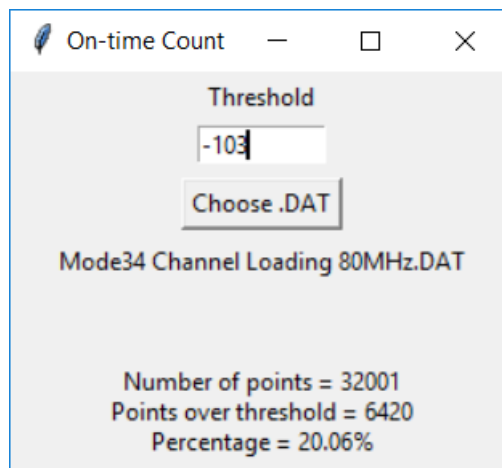 On-time Count
Threshold
-103
Choose .DAT
Mode34 Channel Loading 80MHz.DAT
Number of points = 32001
Points over threshold = 6420
Percentage = 20.06%